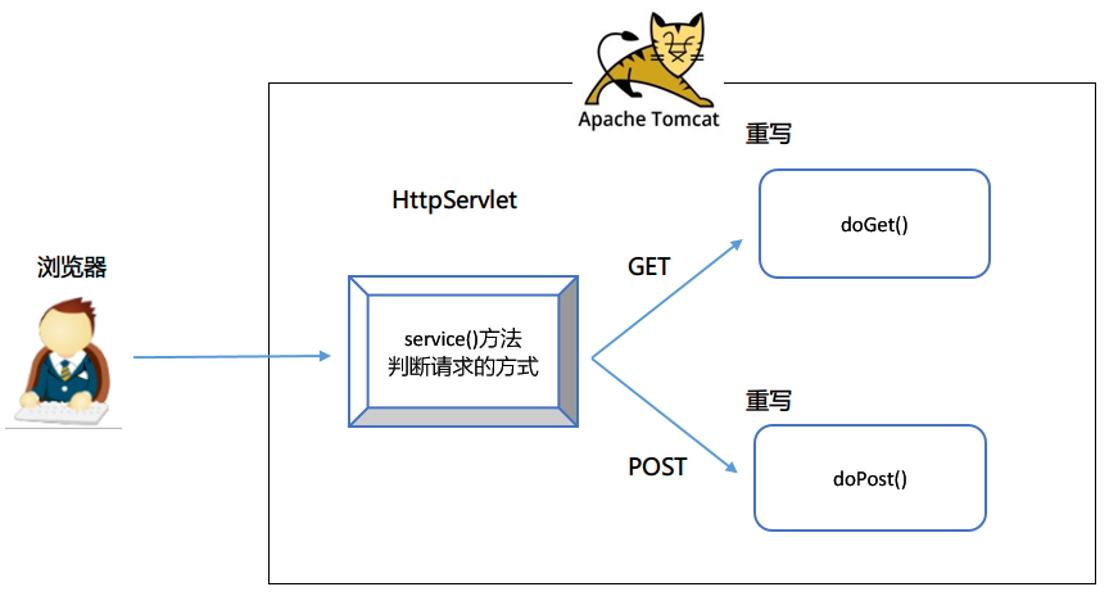 Apache Tomcat
重写
HttpServlet
doGet()
浏览器
GET
service()方法
判断请求的方式
重写
POST
doPost()